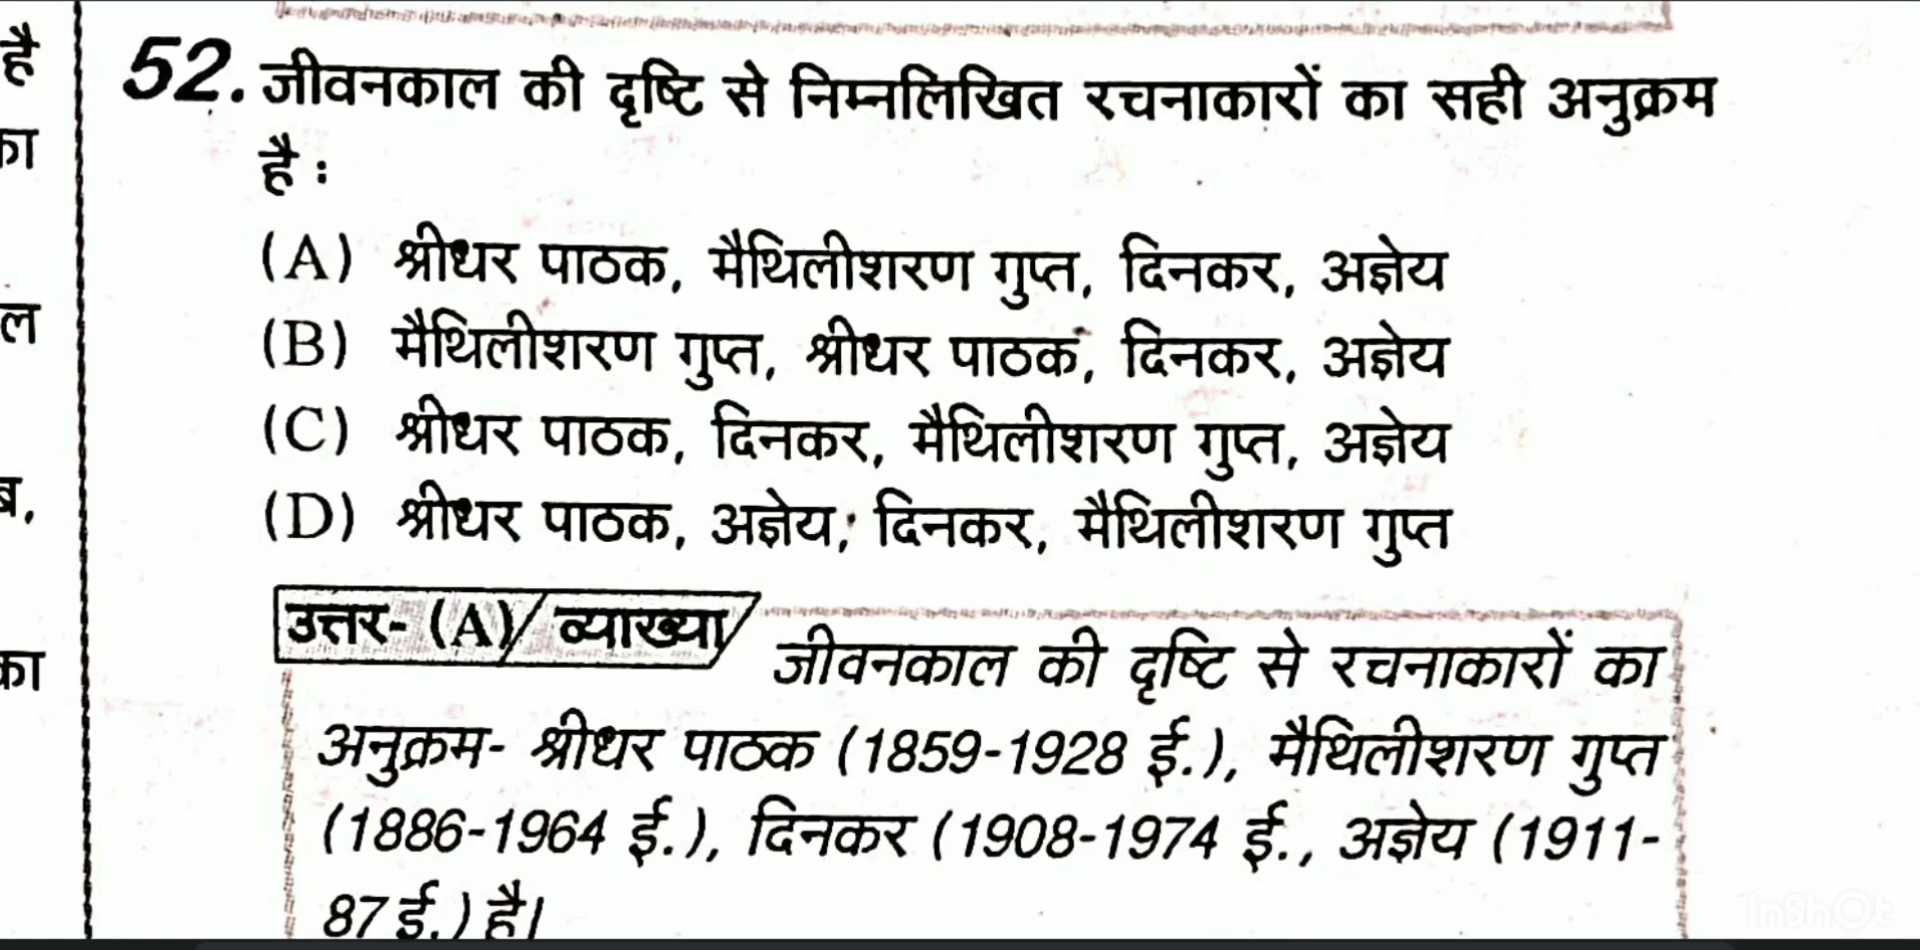 है
का
ल
ब,
का
52. जीवनकाल की दृष्टि से निम्नलिखित रचनाकारों का सही अनुक्रम
है :
(A) श्रीधर पाठक, मैथिलीशरण गुप्त, दिनकर, अज्ञेय
(B) मैथिलीशरण गुप्त, श्रीधर पाठक, दिनकर, अज्ञेय
(C) श्रीधर पाठक, दिनकर, मैथिलीशरण गुप्त, अज्ञेय
(D) श्रीधर पाठक, अज्ञेय, दिनकर, मैथिलीशरण गुप्त
उत्तर- (A) व्याख्या जीवनकाल की दृष्टि से रचनाकारों का
अनुक्रम- श्रीधर पाठक (1859-1928 ई.), मैथिलीशरण गुप्त
(1886-1964 ई.), दिनकर (1908-1974 ई., अज्ञेय (1911-
87 ई.) है।
InShOt